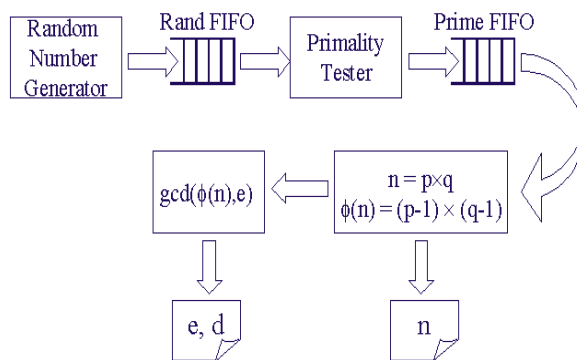 Random
Number
Generator
Rand FIFO
Primality
Tester
Prime FIFO
gcd(ϕ(n),e)
n = p×q
ϕ(n) = (p-1) × (q-1)
e, d
n